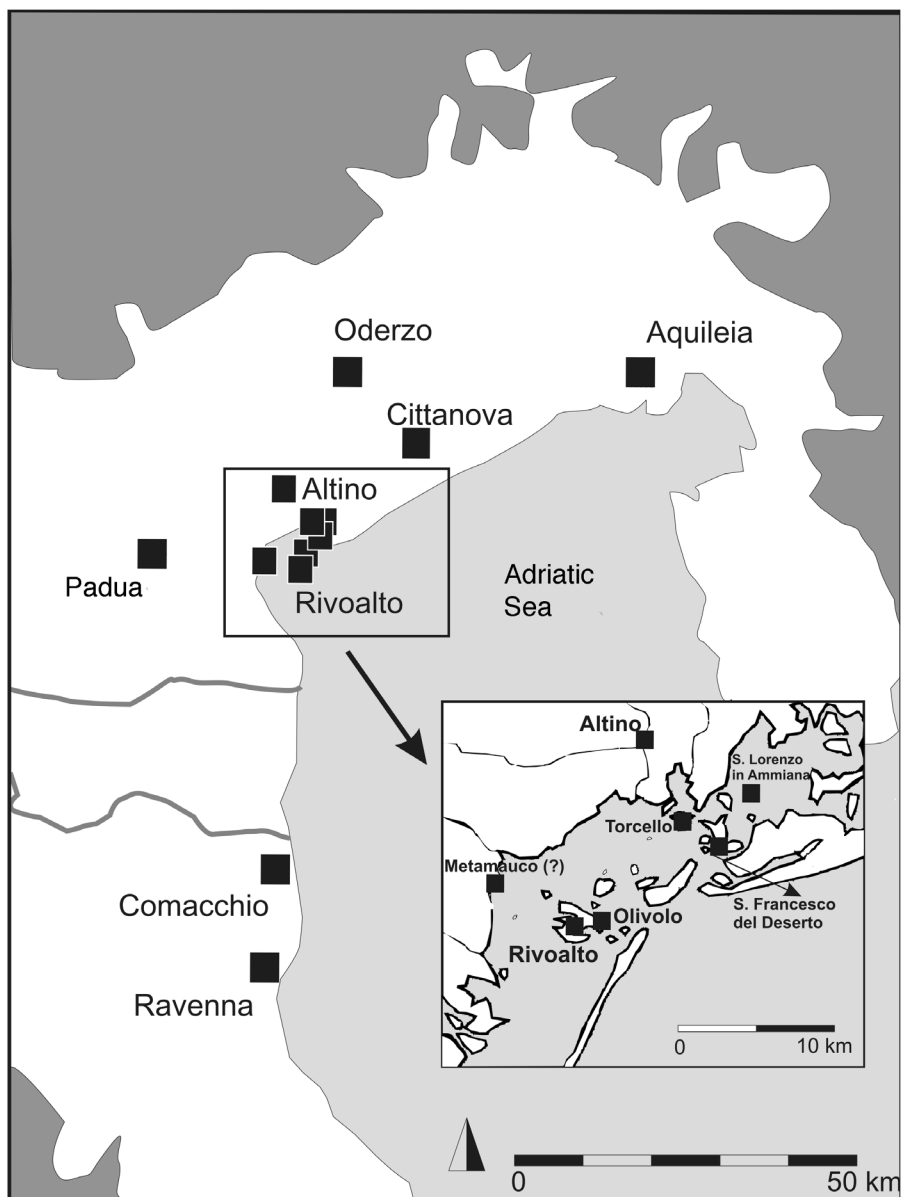 Oderzo
Aquileia
Cittanova
Altino
Padua
Rivoalto
Adriatic
Sea
Comacchio
Ravenna
Altino
S. Lorenzo
in Ammiana
Torcello
Metamauco (?)
S. Francesco
del Deserto
Olivolo
Rivoalto
0
10 km
0
50 km